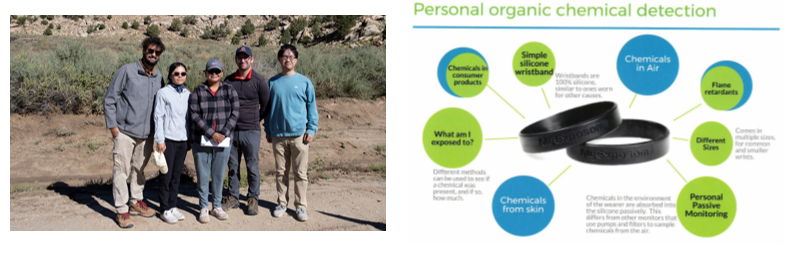 Personal organic chemical detection
Chemicals in
consumer
products
Simple
silicone
wristband
Wristbands are
100% silicone,
similar to ones worn
for other causes.
Chemicals
in Air
Flame
retardants
What am I
exposed to?
Different
Sizes
Comes in
multiple sizes,
for common
and smaller
wrists.
Different methods
can be used to see if
a chemical was
present, and if so,
how much.
Chemicals
from skin
Chemicals in the environment
of the wearer are absorbed into
the silicone passively. This
differs from other monitors that
use pumps and filters to sample
chemicals from the air.
Personal
Passive
Monitoring